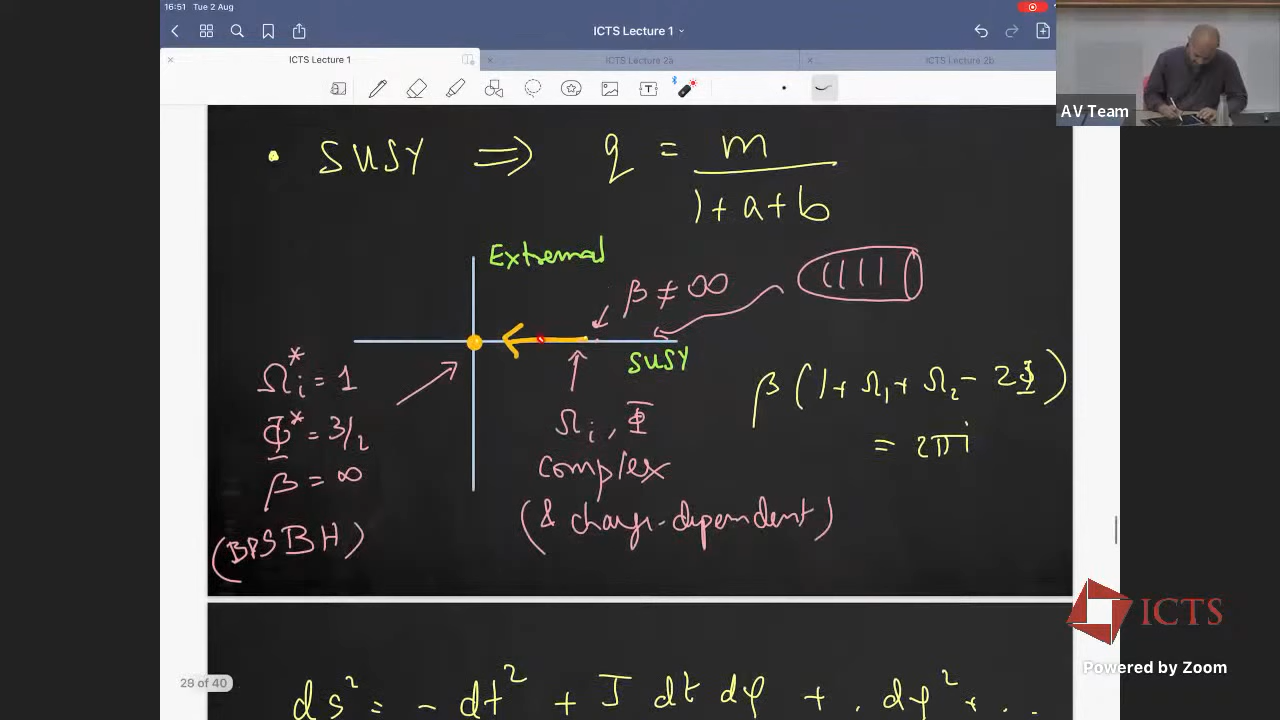 16:51 Tue 2 Aug
ICTS Lecture 1
ICTS Lecture 1
ICTS Lecture 2a
ICTS Lecture 2b
AV Team
• SUSY ⟹ q = m / (1+a+b)
Extremal
β ≠ ∞
SUSY
Ω*ᵢ = 1
Φ* = 3/2
β = ∞
(BPS BH)
Ωᵢ, Φ
complex
(& charge-dependent)
β (1 + Ω₁ + Ω₂ − 2Φ)
= 2πi
ICTS
Powered by Zoom
28 of 40
ds² = − dt² + J dt dφ + . dφ² + ...